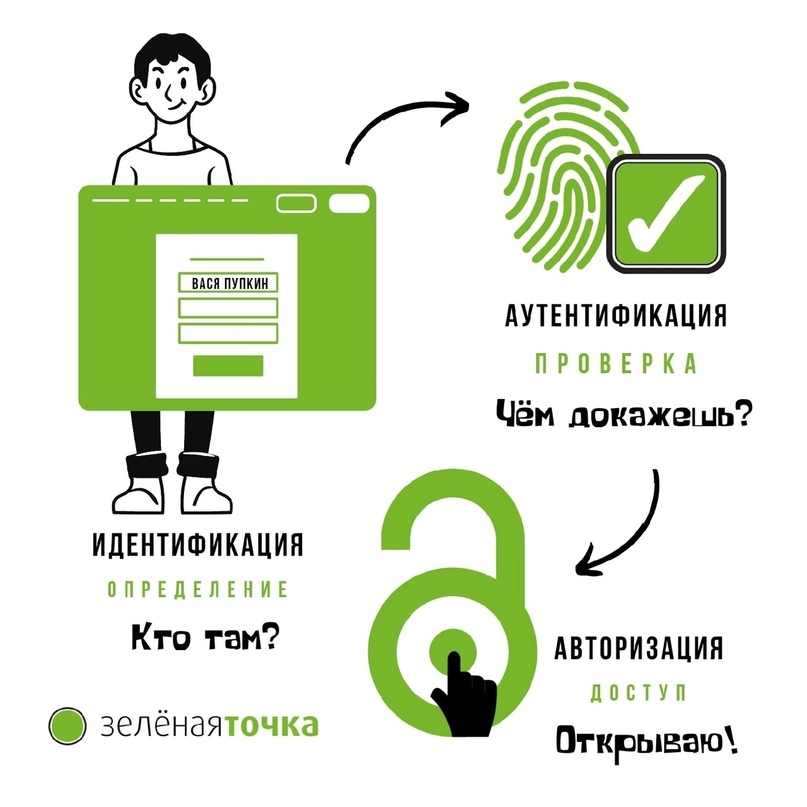 ВАСЯ ПУПКИН
ИДЕНТИФИКАЦИЯ
ОПРЕДЕЛЕНИЕ
Кто там?
АУТЕНТИФИКАЦИЯ
ПРОВЕРКА
Чём докажешь?
АВТОРИЗАЦИЯ
ДОСТУП
Открываю!
зелёнаяточка